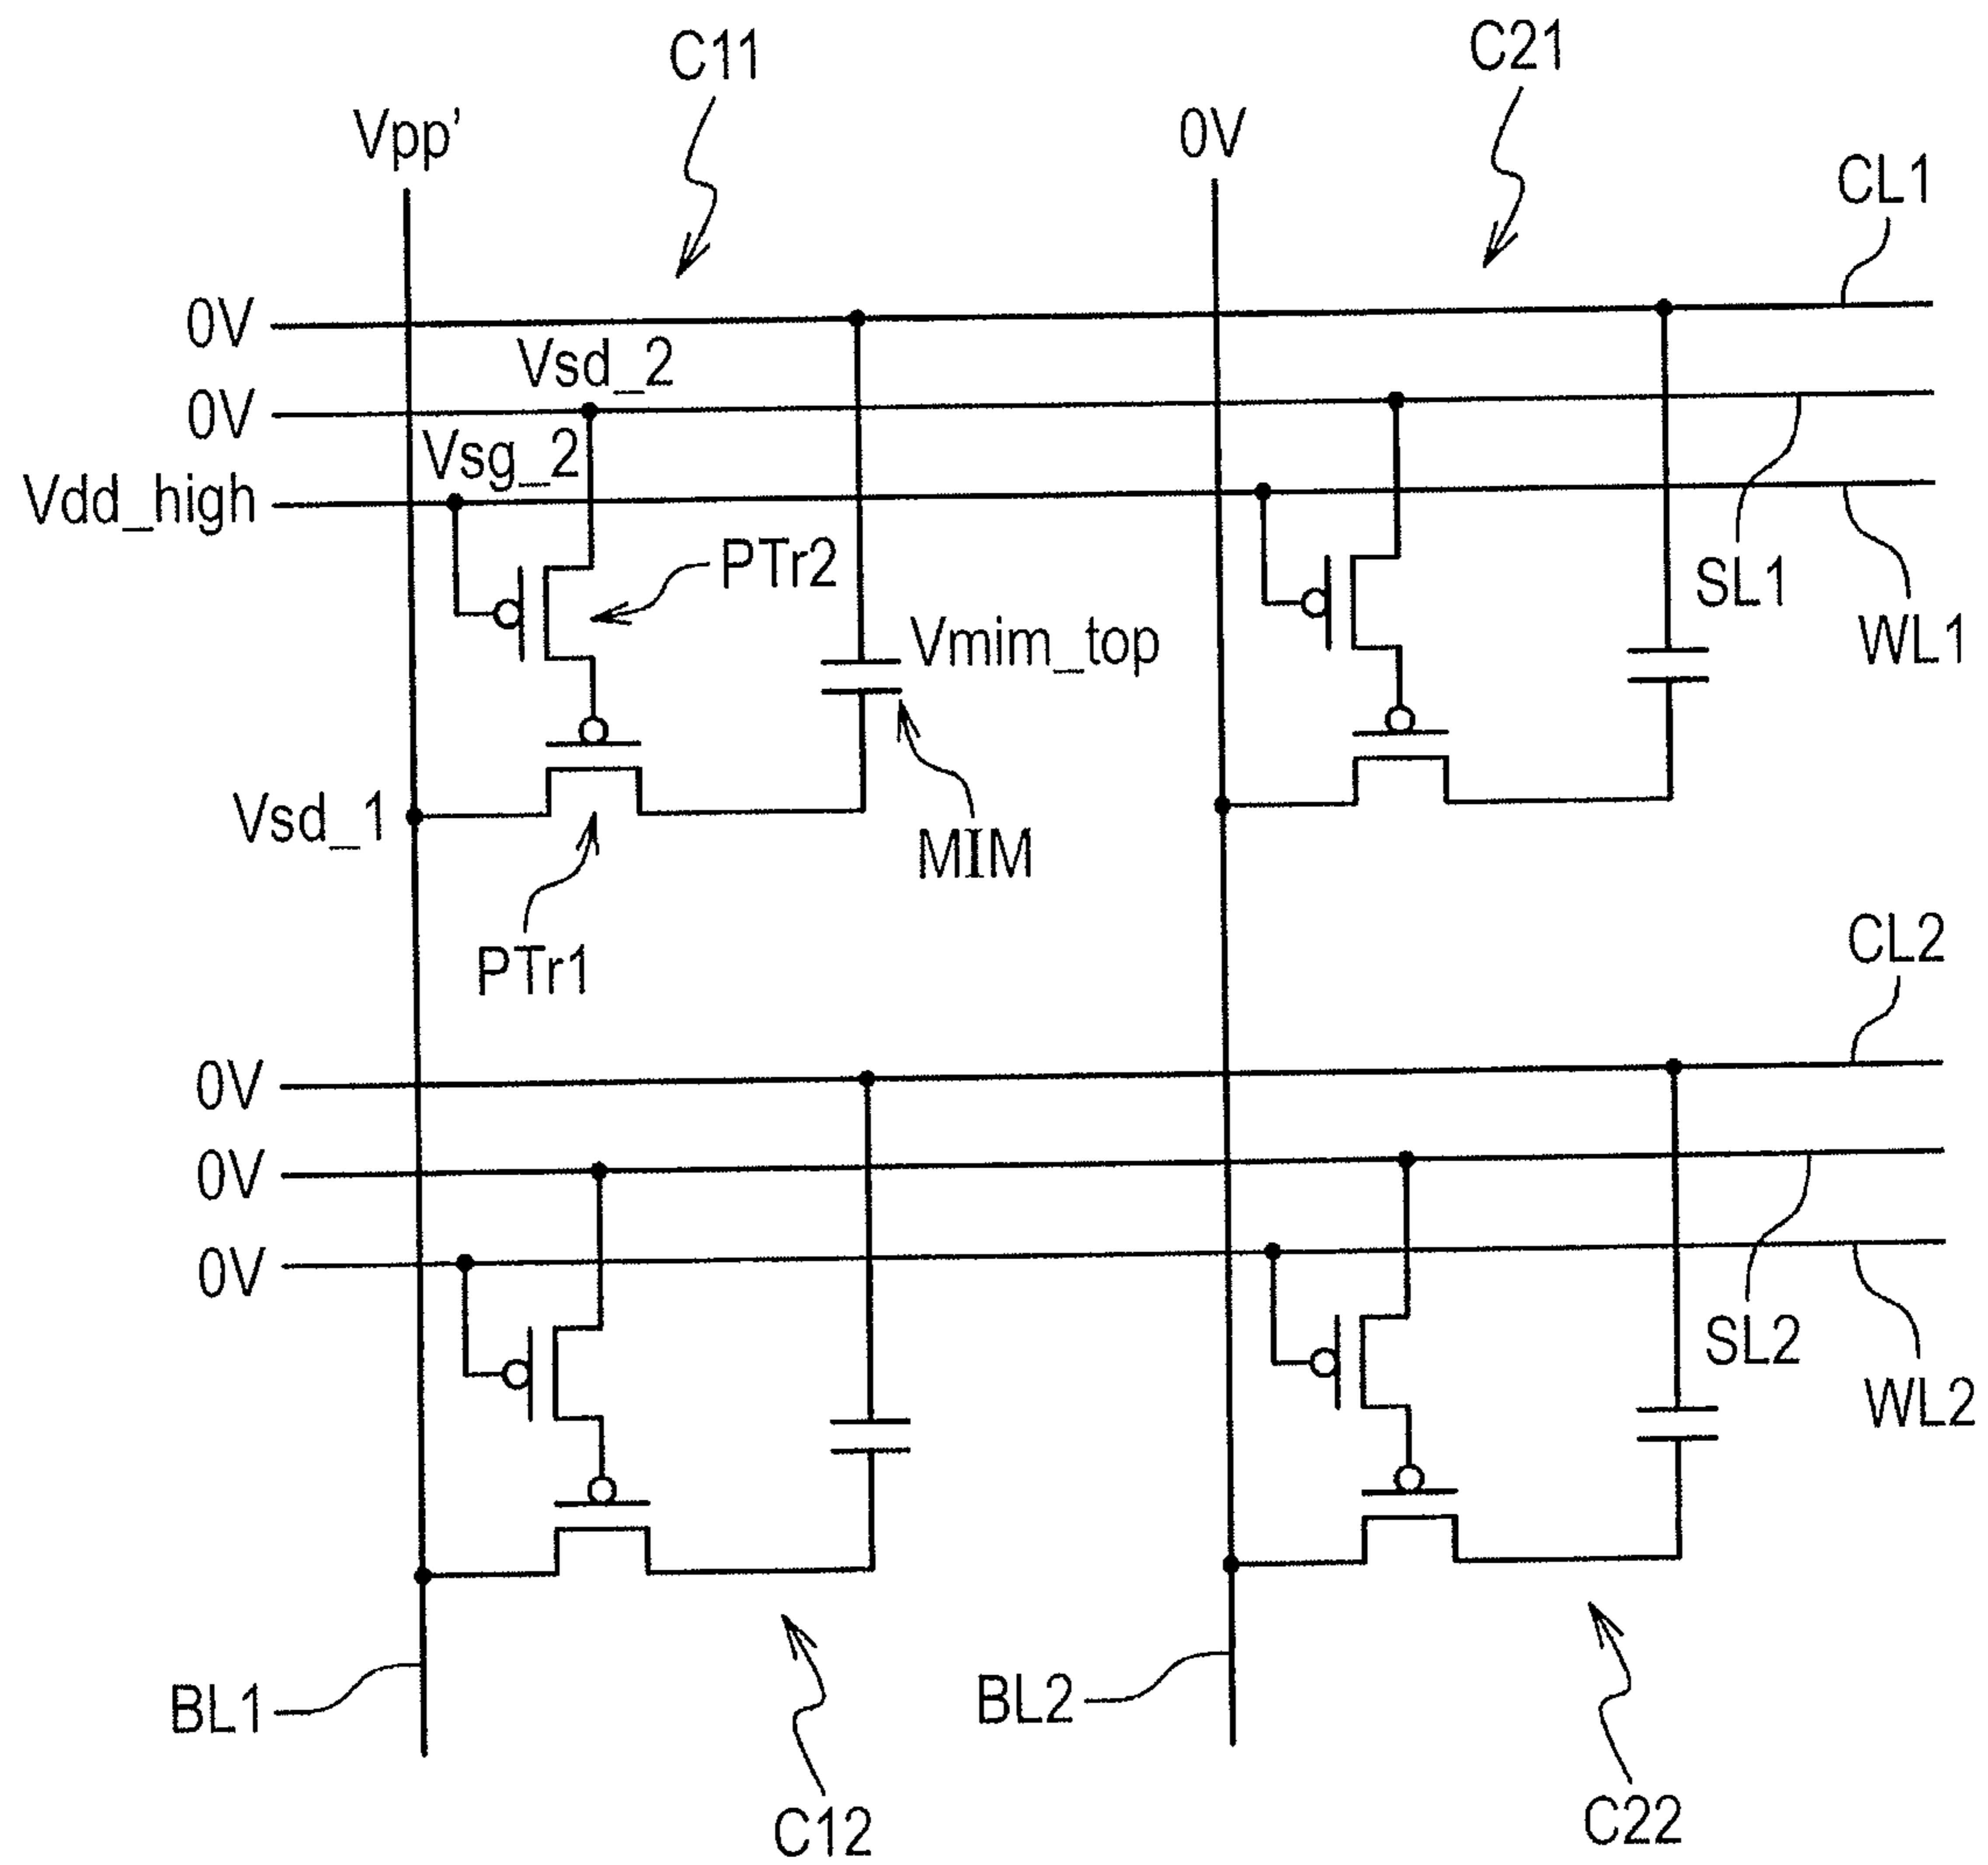 C11
C21
Vpp'
0V
CL1
0V
Vsd_2
0V
Vsg_2
Vdd_high
PTr2
SL1
Vmim_top
WL1
Vsd_1
MIM
PTr1
CL2
0V
0V
0V
SL2
WL2
BL1
BL2
C12
C22